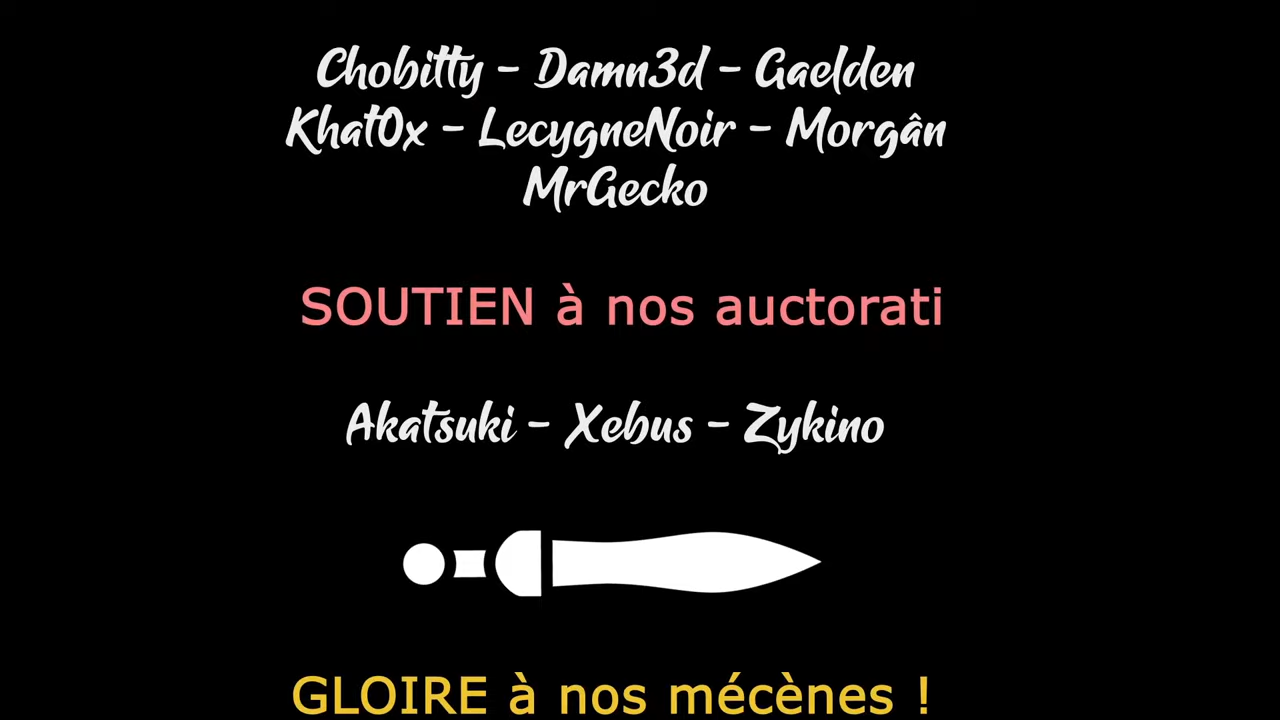 Chobitty - Damn3d - Gaelden
Khat0x - LecygneNoir - Morgân
MrGecko
SOUTIEN à nos auctorati
Akatsuki - Xebus - Zykino
GLOIRE à nos mécènes !